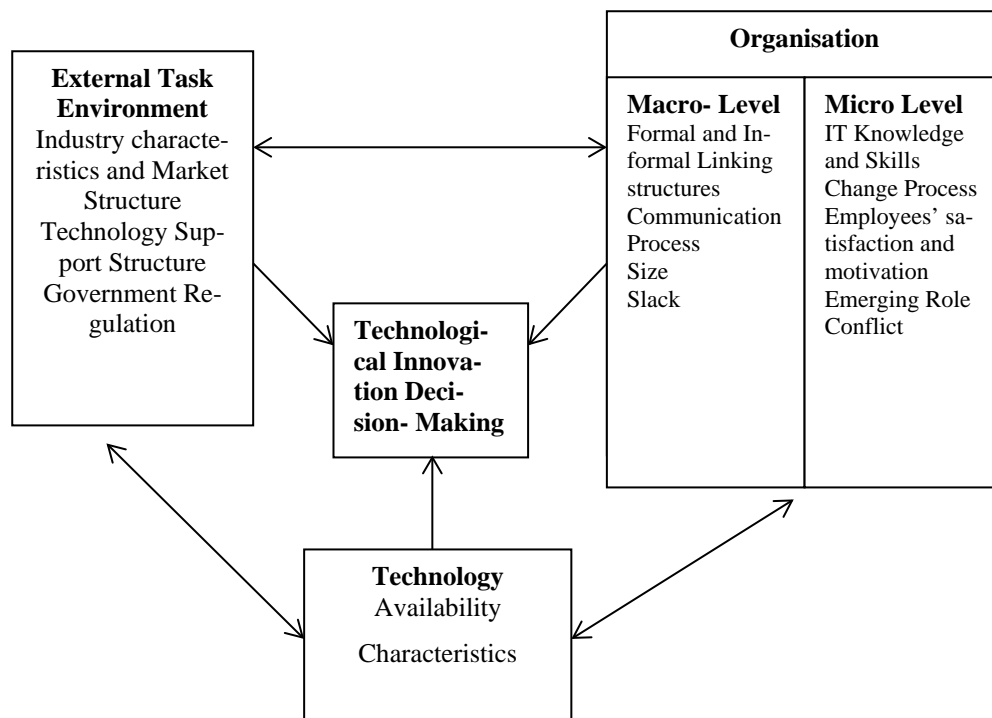 External Task
Environment
Industry characte-
ristics and Market
Structure
Technology Sup-
port Structure
Government Re-
gulation
Organisation
Macro- Level
Formal and In-
formal Linking
structures
Communication
Process
Size
Slack
Micro Level
IT Knowledge
and Skills
Change Process
Employees’ sa-
tisfaction and
motivation
Emerging Role
Conflict
Technologi-
cal Innova-
tion Deci-
sion- Making
Technology
Availability
Characteristics